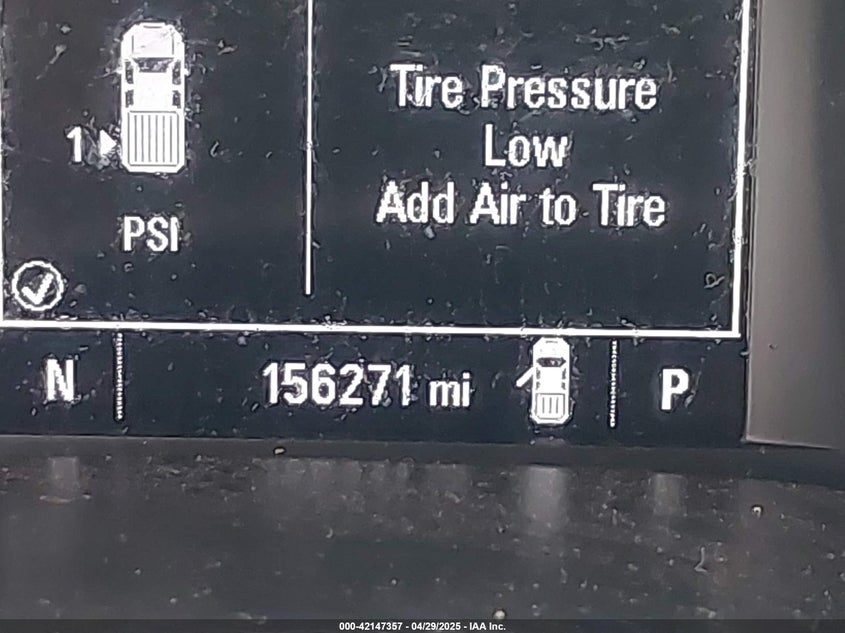 Tire Pressure
Low
Add Air to Tire
1
PSI
N
156271 mi
P
000-42147357 - 04/29/2025 - IAA Inc.